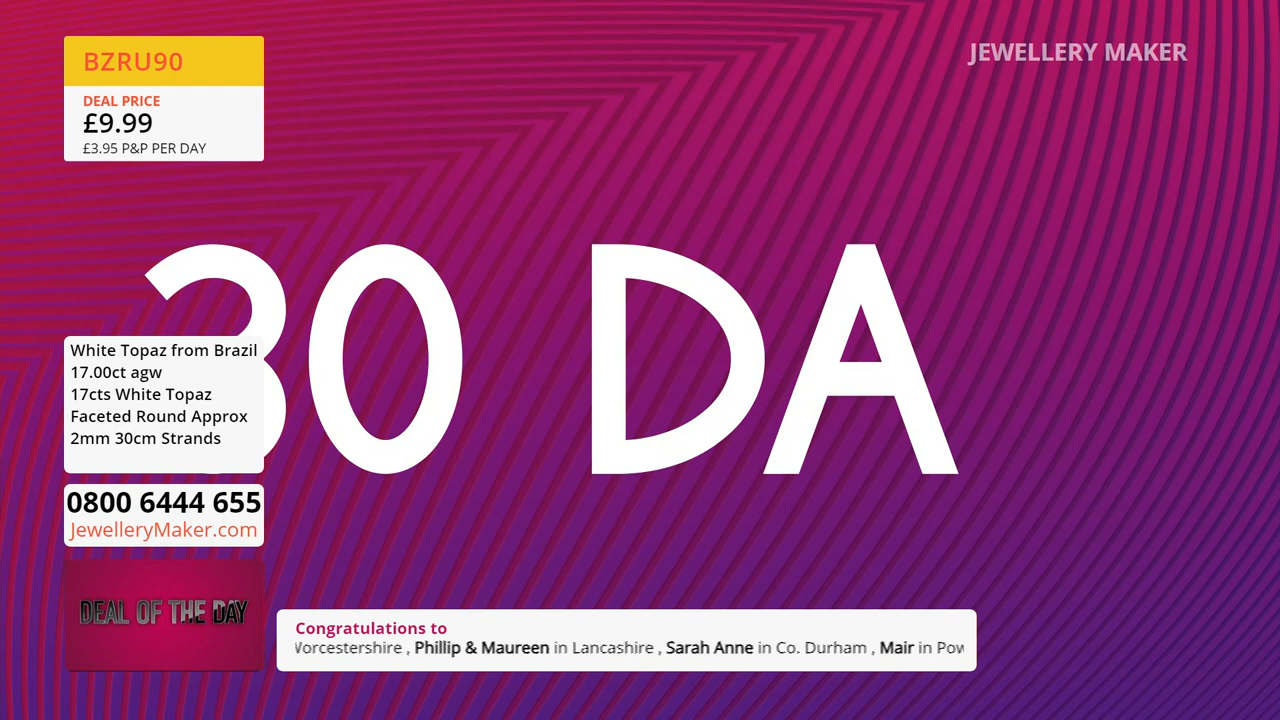 BZRU90
DEAL PRICE
£9.99
£3.95 P&P PER DAY
JEWELLERY MAKER
30 DA
White Topaz from Brazil
17.00ct agw
17cts White Topaz
Faceted Round Approx
2mm 30cm Strands
0800 6444 655
JewelleryMaker.com
DEAL OF THE DAY
Congratulations to
Worcestershire , Phillip & Maureen in Lancashire , Sarah Anne in Co. Durham , Mair in Pow